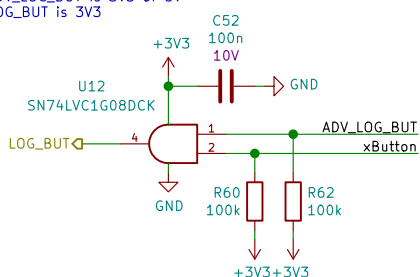 LOG_BUT is 3V3
C52
100n
10V
+3V3
GND
U12
SN74LVC1G08DCK
LOG_BUT
4
1
2
ADV_LOG_BUT
xButton
GND
R60
100k
R62
100k
+3V3+3V3